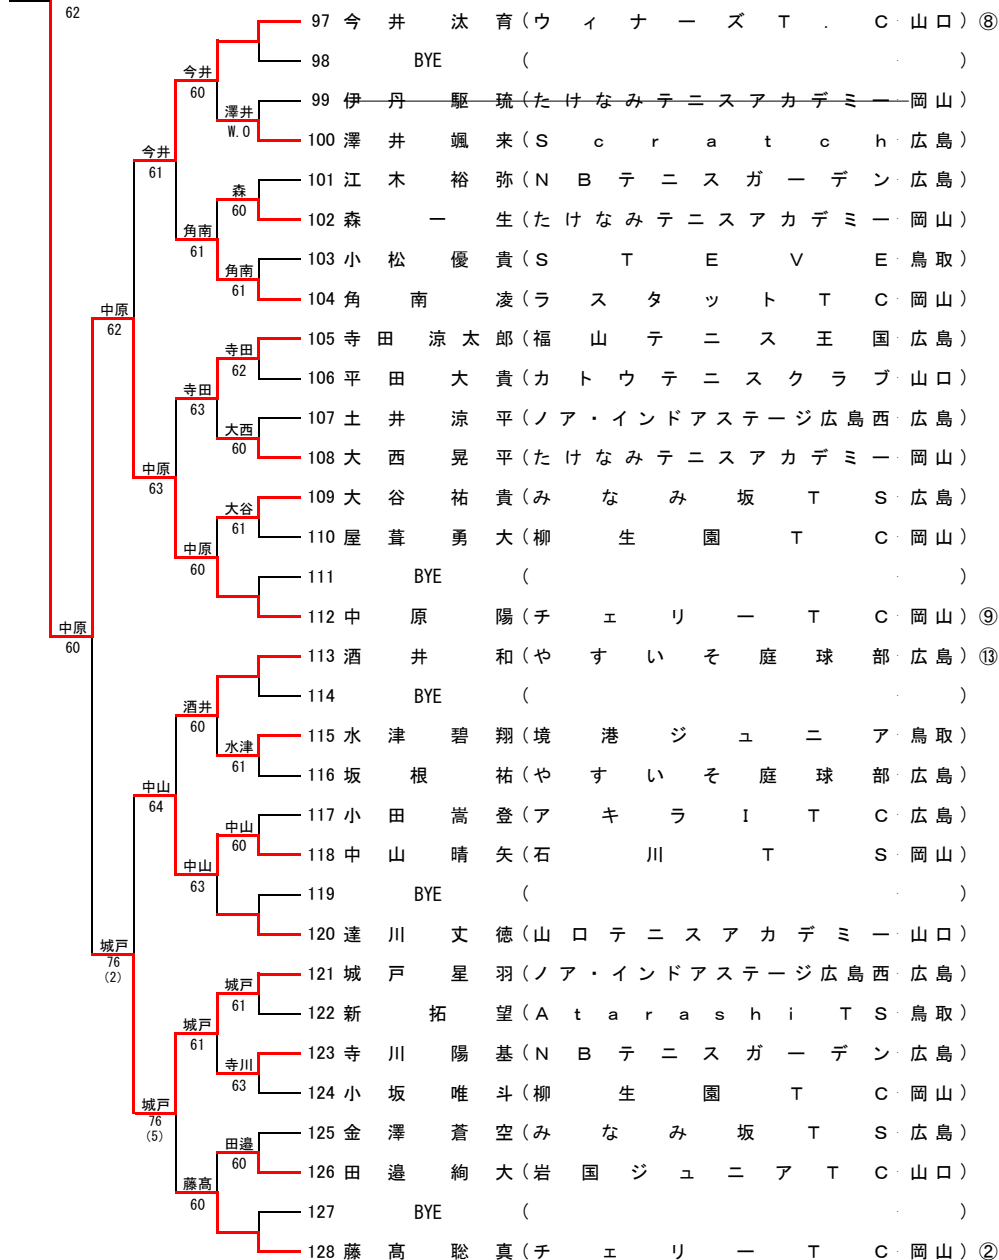 62
97 今井汰育(ウィナーズT.C 山口)⑧
98 BYE ( )
今井
60
99 伊丹駆琉(たけなみテニスアカデミー 岡山)
澤井
W.0
100 澤井颯来(Scratch 広島)
今井
61
101 江木裕弥(NBテニスガーデン 広島)
森
60
102 森一生(たけなみテニスアカデミー 岡山)
角南
61
103 小松優貴(STEVE 鳥取)
角南
61
104 角南凌(ラスタットTC 岡山)
中原
62
105 寺田涼太郎(福山テニス王国 広島)
寺田
62
106 平田大貴(カトウテニスクラブ 山口)
寺田
63
107 土井涼平(ノア・インドアステージ広島西 広島)
大西
60
108 大西晃平(たけなみテニスアカデミー 岡山)
中原
63
109 大谷祐貴(みなみ坂TS 広島)
大谷
61
110 屋葺勇大(柳生園TC 岡山)
中原
60
111 BYE ( )
112 中原陽(チェリーTC 岡山)⑨
中原
60
113 酒井和(やすいそ庭球部 広島)⑬
114 BYE ( )
酒井
60
115 水津碧翔(境港ジュニア 鳥取)
水津
61
116 坂根祐(やすいそ庭球部 広島)
中山
64
117 小田嵩登(アキラITC 広島)
中山
60
118 中山晴矢(石川TS 岡山)
中山
63
119 BYE ( )
120 達川丈徳(山口テニスアカデミー 山口)
城戸
76
(2)
121 城戸星羽(ノア・インドアステージ広島西 広島)
城戸
61
122 新拓望(AtarashiTS 鳥取)
城戸
61
123 寺川陽基(NBテニスガーデン 広島)
寺川
63
124 小坂唯斗(柳生園TC 岡山)
城戸
76
(5)
125 金澤蒼空(みなみ坂TS 広島)
田邉
60
126 田邉絢大(岩国ジュニアTC 山口)
藤髙
60
127 BYE ( )
128 藤髙聡真(チェリーTC 岡山)②